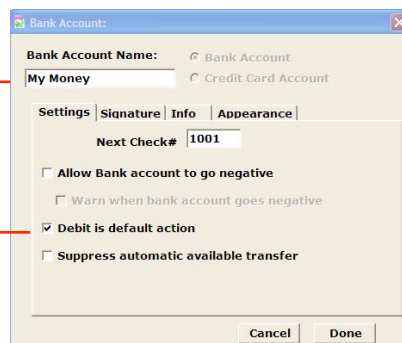 Bank Account:
Bank Account Name:
Bank Account
My Money
Credit Card Account
Settings Signature Info Appearance
Next Check# 1001
Allow Bank account to go negative
Warn when bank account goes negative
Debit is default action
Suppress automatic available transfer
Cancel Done